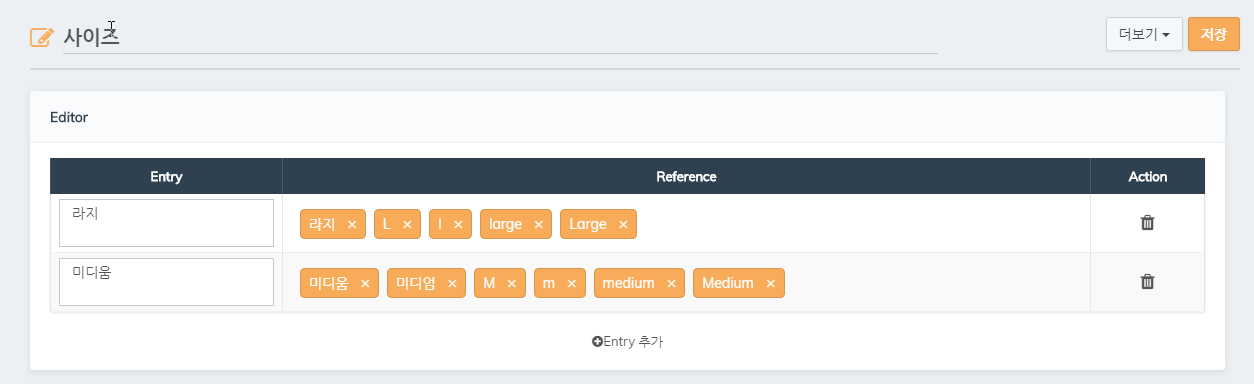 사이즈
더보기 저장
Editor
Entry Reference Action
라지 라지 × L × l × large × Large ×
미디움 미디움 × 미디엄 × M × m × medium × Medium ×
Entry 추가